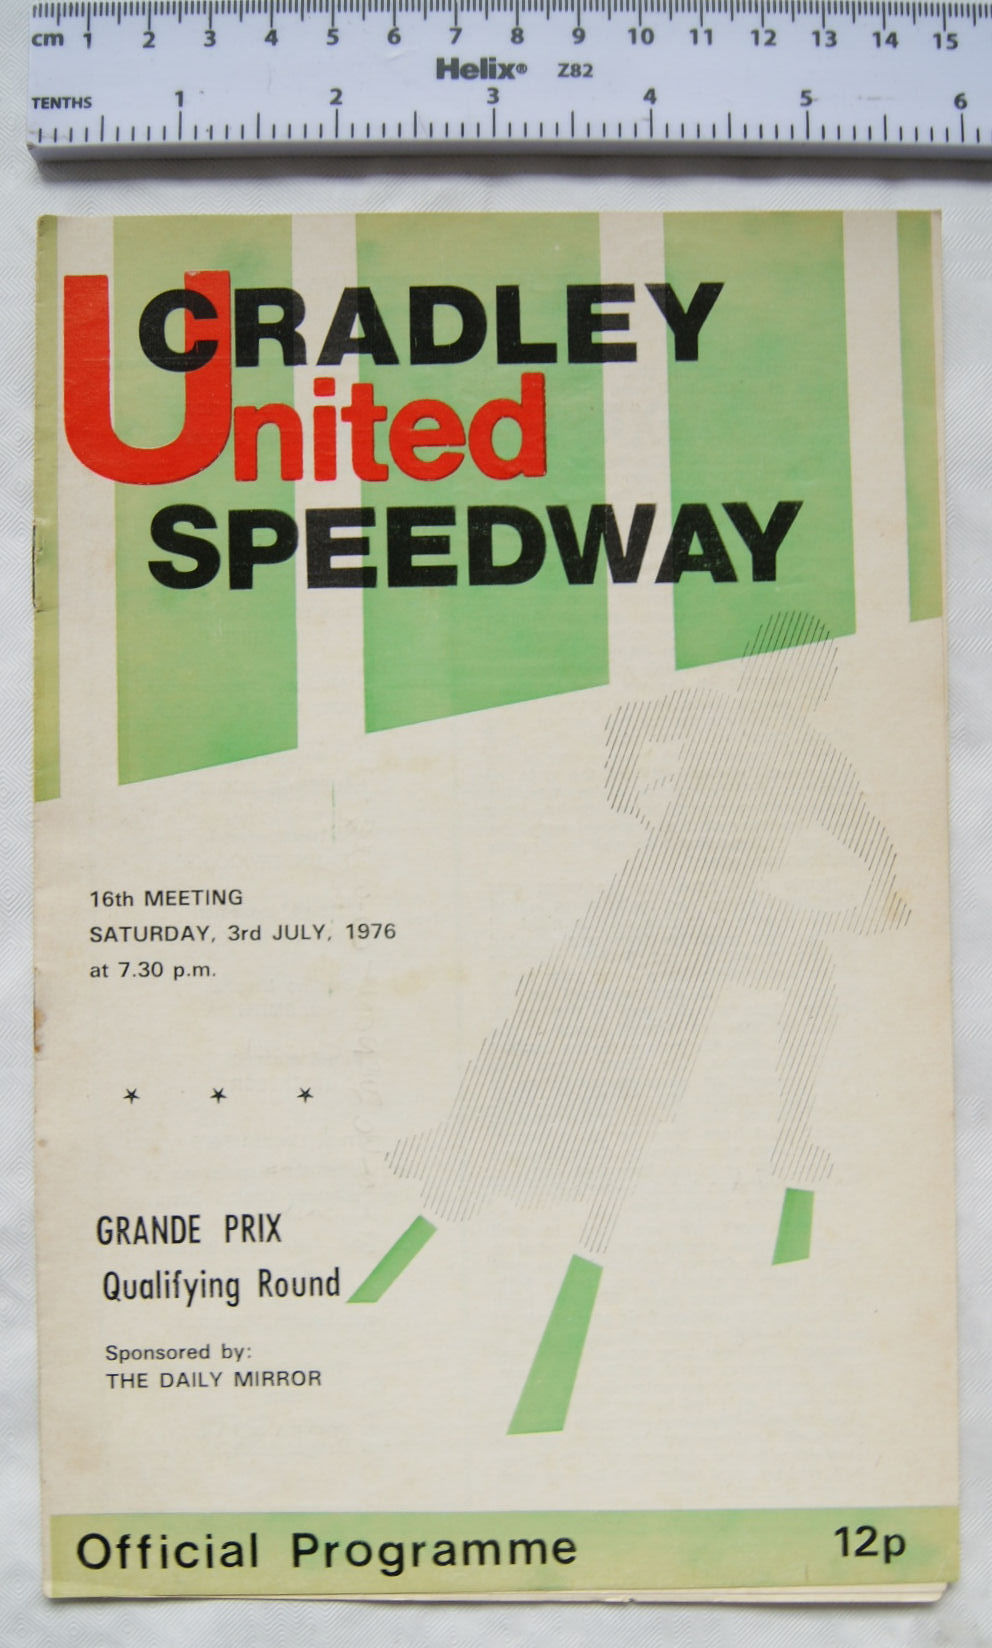 cm 1 2 3 4 5 6 7 8 9 10 11 12 13 14 15
Helix® Z82
TENTHS 1 2 3 4 5 6
CRADLEY
United
SPEEDWAY
16th MEETING
SATURDAY, 3rd JULY, 1976
at 7.30 p.m.
GRANDE PRIX
Qualifying Round
Sponsored by:
THE DAILY MIRROR
Official Programme 12p